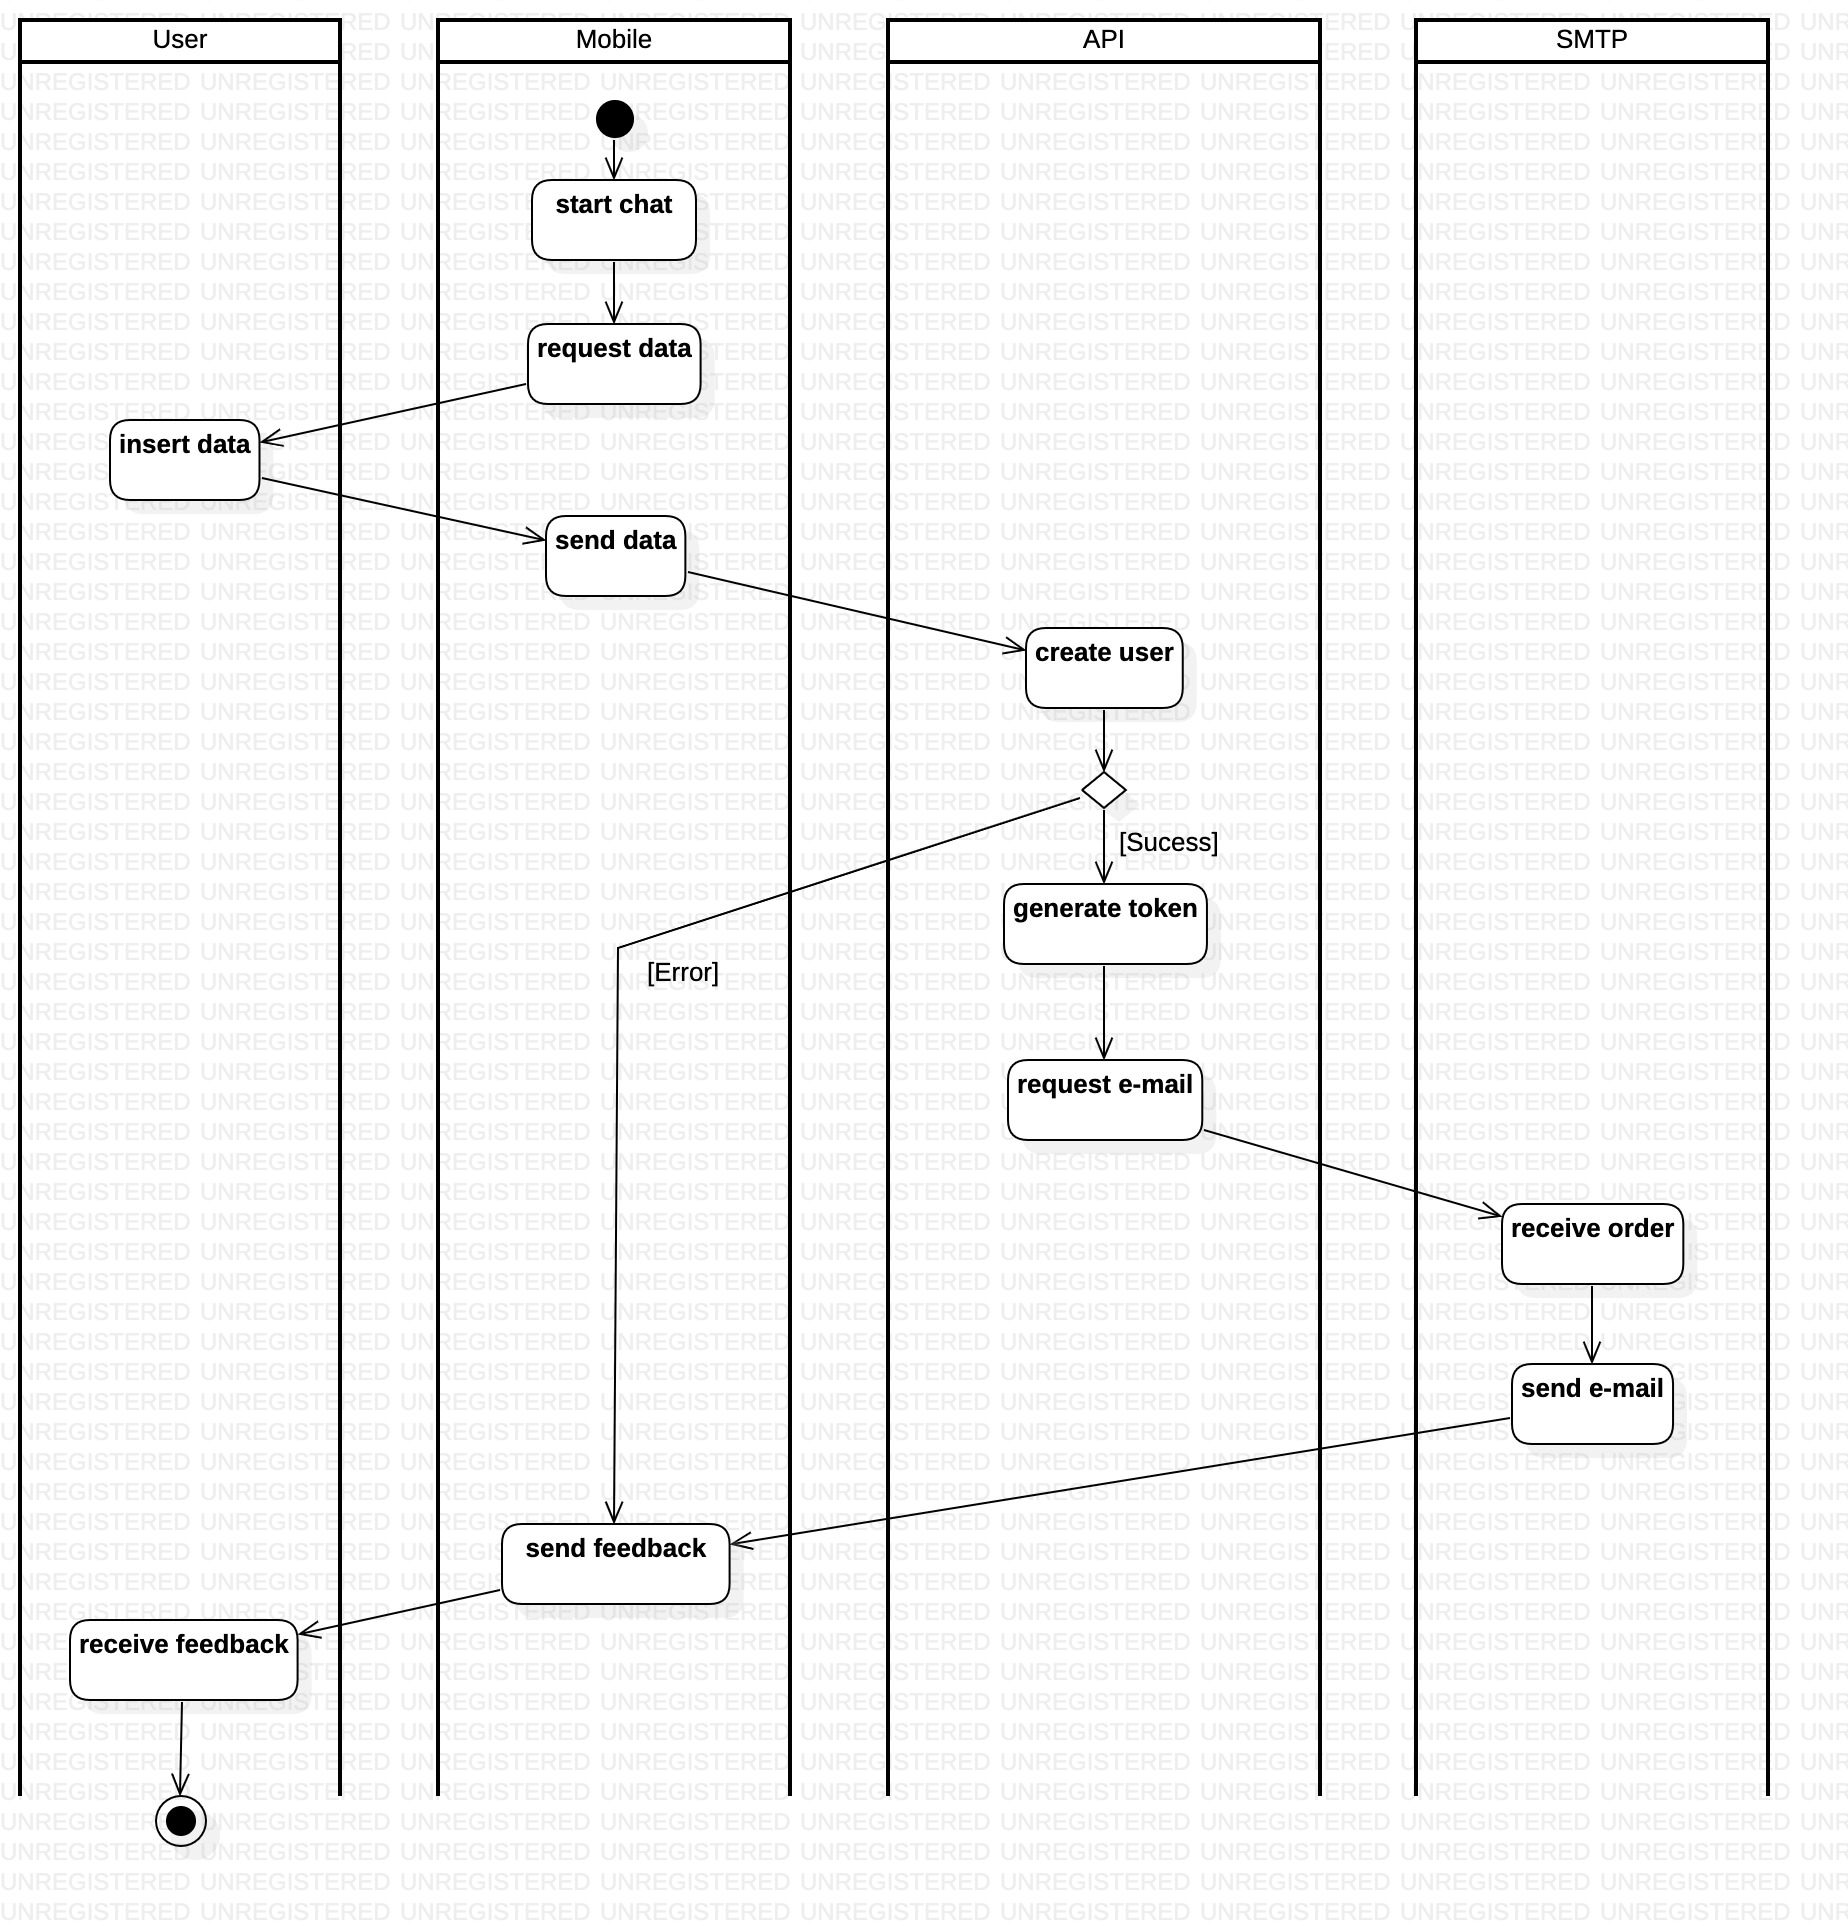 User
Mobile
API
SMTP
start chat
request data
insert data
send data
create user
[Sucess]
generate token
[Error]
request e-mail
receive order
send e-mail
send feedback
receive feedback
UNREGISTERED